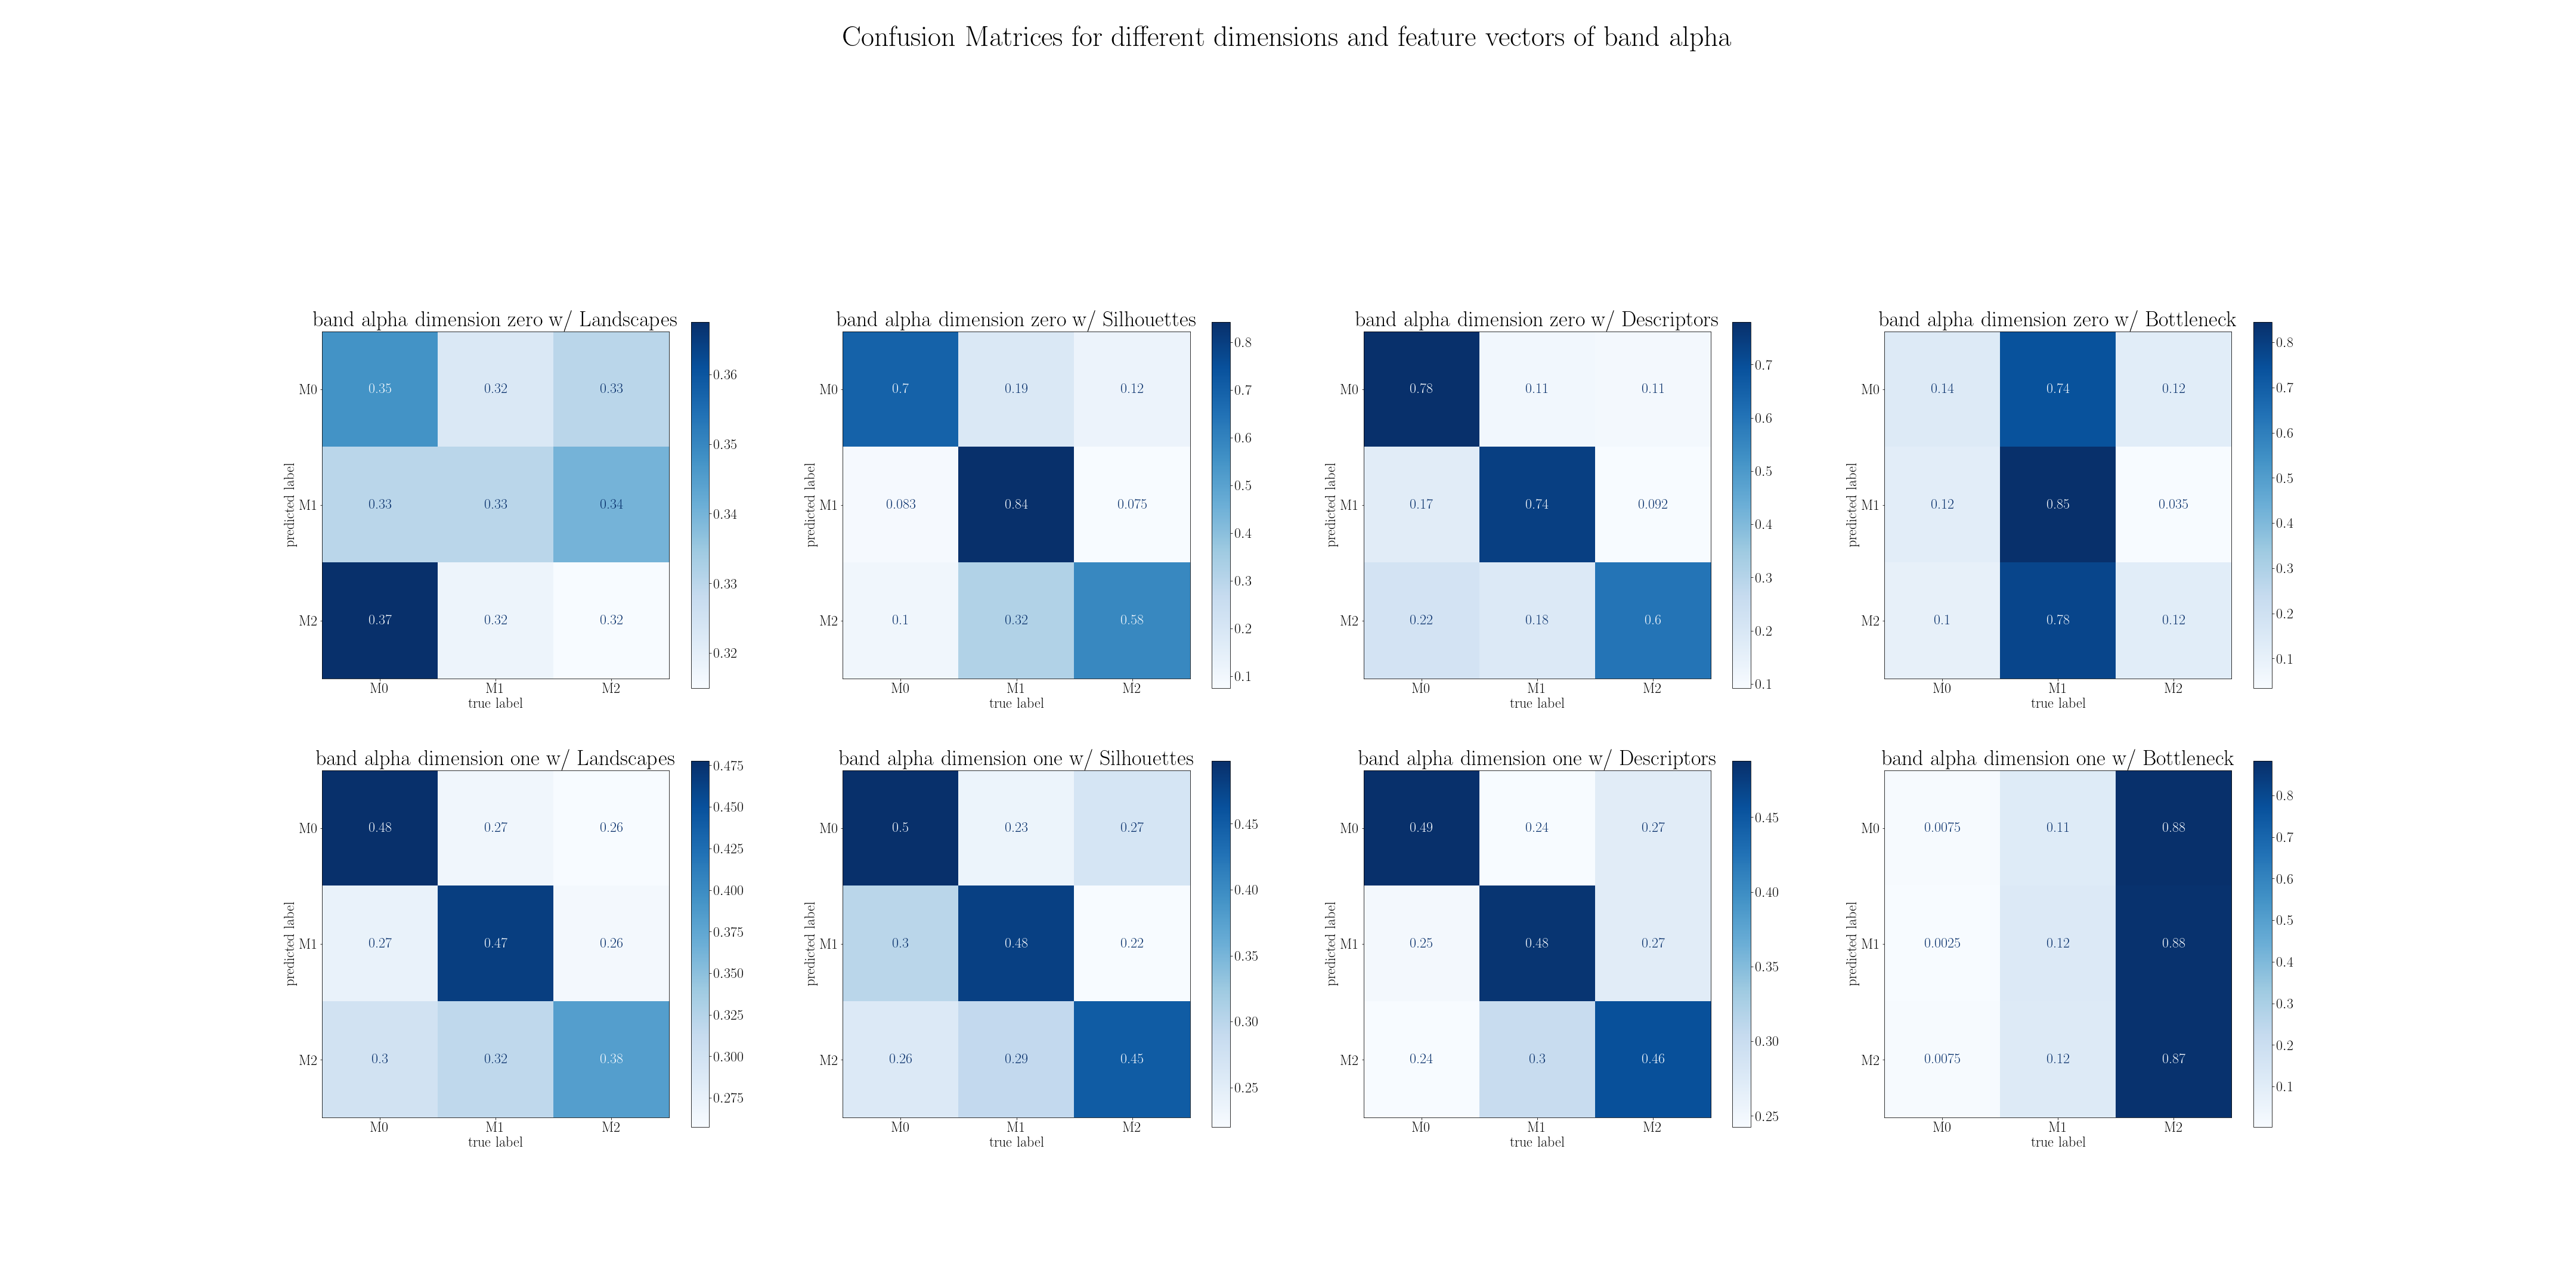 Confusion Matrices for different dimensions and feature vectors of band alpha
band alpha dimension zero w/ Landscapes
predicted label
M0 0.35 0.32 0.33
M1 0.33 0.33 0.34
M2 0.37 0.32 0.32
M0 M1 M2
true label
0.36
0.35
0.34
0.33
0.32
band alpha dimension zero w/ Silhouettes
predicted label
M0 0.7 0.19 0.12
M1 0.083 0.84 0.075
M2 0.1 0.32 0.58
M0 M1 M2
true label
0.8
0.7
0.6
0.5
0.4
0.3
0.2
0.1
band alpha dimension zero w/ Descriptors
predicted label
M0 0.78 0.11 0.11
M1 0.17 0.74 0.092
M2 0.22 0.18 0.6
M0 M1 M2
true label
0.7
0.6
0.5
0.4
0.3
0.2
0.1
band alpha dimension zero w/ Bottleneck
predicted label
M0 0.14 0.74 0.12
M1 0.12 0.85 0.035
M2 0.1 0.78 0.12
M0 M1 M2
true label
0.8
0.7
0.6
0.5
0.4
0.3
0.2
0.1
band alpha dimension one w/ Landscapes
predicted label
M0 0.48 0.27 0.26
M1 0.27 0.47 0.26
M2 0.3 0.32 0.38
M0 M1 M2
true label
0.475
0.450
0.425
0.400
0.375
0.350
0.325
0.300
0.275
band alpha dimension one w/ Silhouettes
predicted label
M0 0.5 0.23 0.27
M1 0.3 0.48 0.22
M2 0.26 0.29 0.45
M0 M1 M2
true label
0.45
0.40
0.35
0.30
0.25
band alpha dimension one w/ Descriptors
predicted label
M0 0.49 0.24 0.27
M1 0.25 0.48 0.27
M2 0.24 0.3 0.46
M0 M1 M2
true label
0.45
0.40
0.35
0.30
0.25
band alpha dimension one w/ Bottleneck
predicted label
M0 0.0075 0.11 0.88
M1 0.0025 0.12 0.88
M2 0.0075 0.12 0.87
M0 M1 M2
true label
0.8
0.7
0.6
0.5
0.4
0.3
0.2
0.1